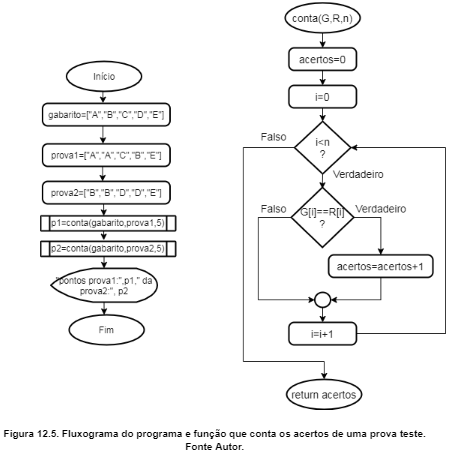 Início
gabarito=["A","B","C","D","E"]
prova1=["A","A","C","B","E"]
prova2=["B","B","D","D","E"]
p1=conta(gabarito,prova1,5)
p2=conta(gabarito,prova2,5)
"pontos prova1:",p1," da
prova2:", p2
Fim
conta(G,R,n)
acertos=0
i=0
Falso
i<n
?
Verdadeiro
Falso
G[i]==R[i]
?
Verdadeiro
acertos=acertos+1
i=i+1
return acertos
Figura 12.5. Fluxograma do programa e função que conta os acertos de uma prova teste.
Fonte Autor.